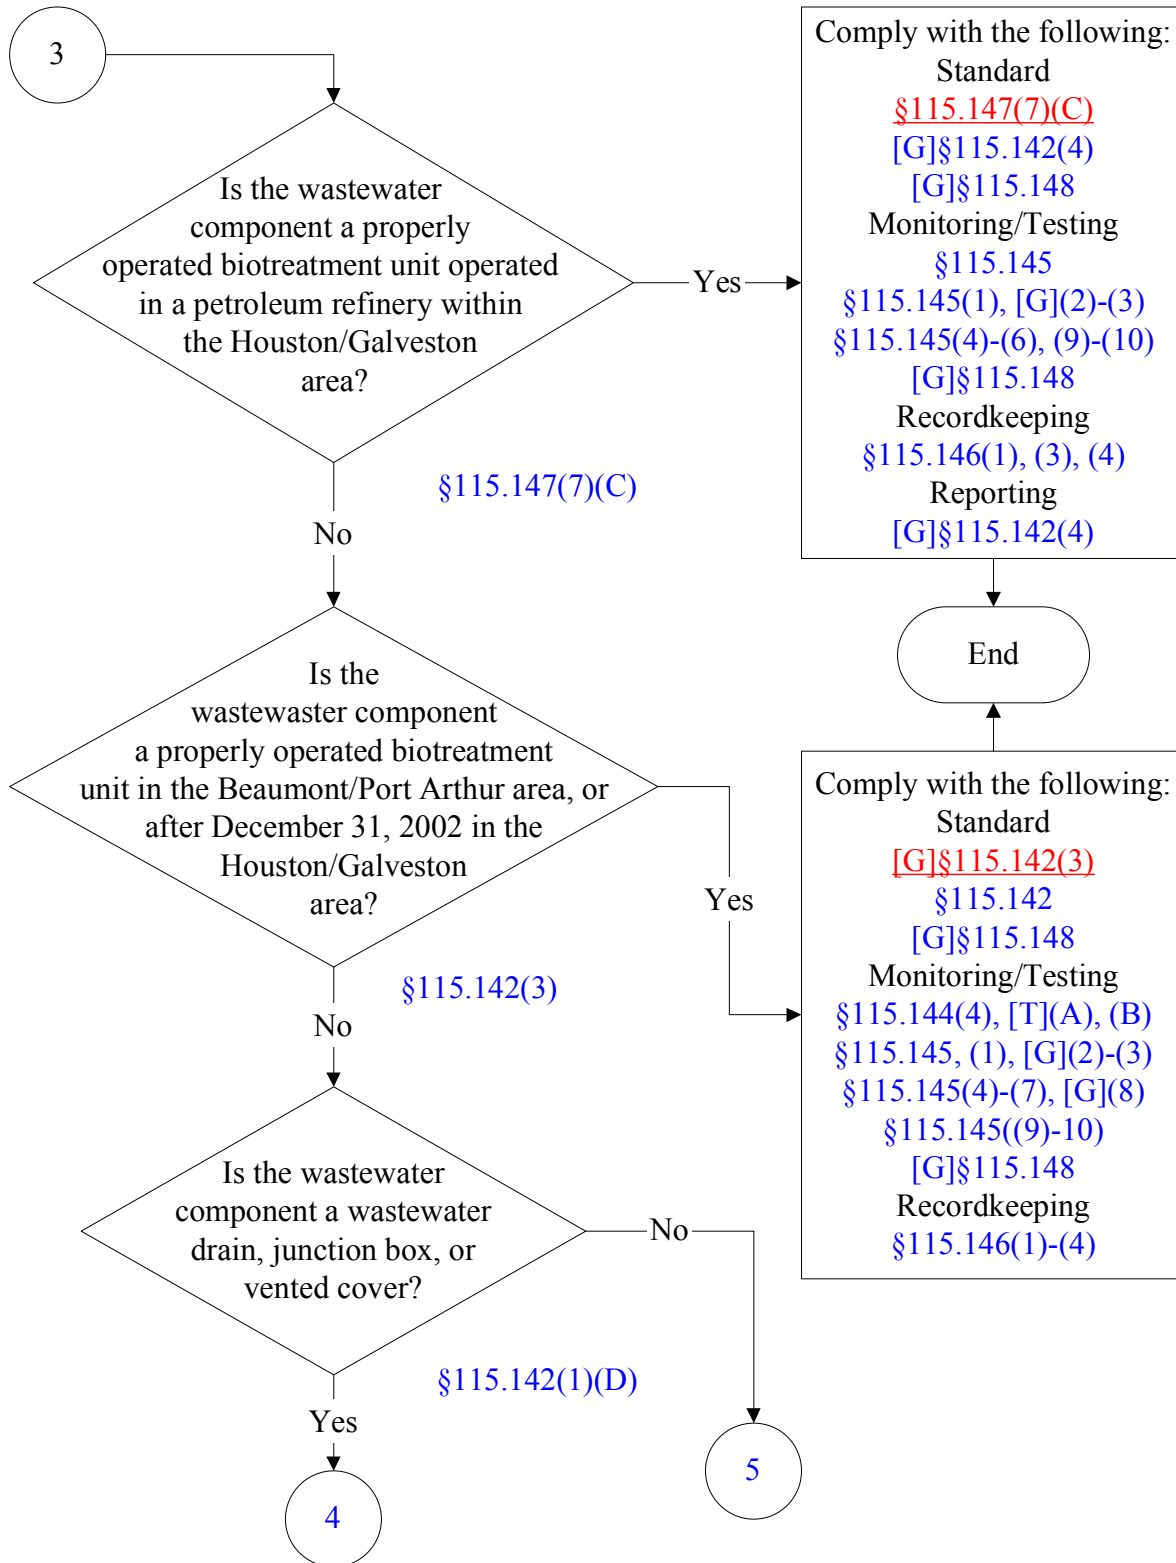 3
Is the wastewater
component a properly
operated biotreatment unit operated
in a petroleum refinery within
the Houston/Galveston
area?
Yes
§115.147(7)(C)
No
Comply with the following:
Standard
§115.147(7)(C)
[G]§115.142(4)
[G]§115.148
Monitoring/Testing
§115.145
§115.145(1), [G](2)-(3)
§115.145(4)-(6), (9)-(10)
[G]§115.148
Recordkeeping
§115.146(1), (3), (4)
Reporting
[G]§115.142(4)
End
Is the
wastewaster component
a properly operated biotreatment
unit in the Beaumont/Port Arthur area, or
after December 31, 2002 in the
Houston/Galveston
area?
Yes
§115.142(3)
No
Comply with the following:
Standard
[G]§115.142(3)
§115.142
[G]§115.148
Monitoring/Testing
§115.144(4), [T](A), (B)
§115.145, (1), [G](2)-(3)
§115.145(4)-(7), [G](8)
§115.145((9)-10)
[G]§115.148
Recordkeeping
§115.146(1)-(4)
Is the wastewater
component a wastewater
drain, junction box, or
vented cover?
No
§115.142(1)(D)
Yes
5
4